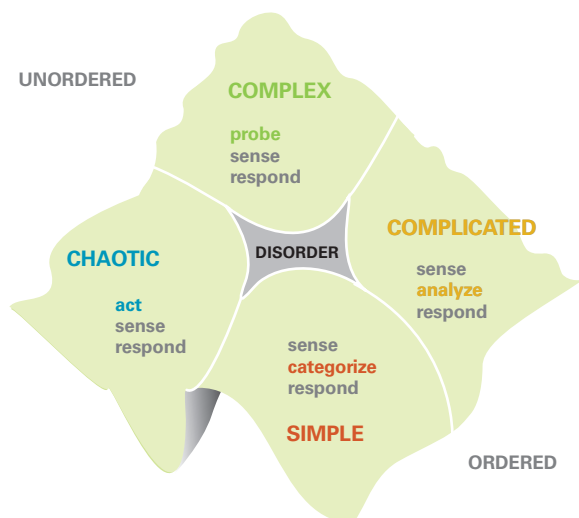 UNORDERED
COMPLEX
probe
sense
respond
COMPLICATED
sense
analyze
respond
DISORDER
CHAOTIC
act
sense
respond
sense
categorize
respond
SIMPLE
ORDERED